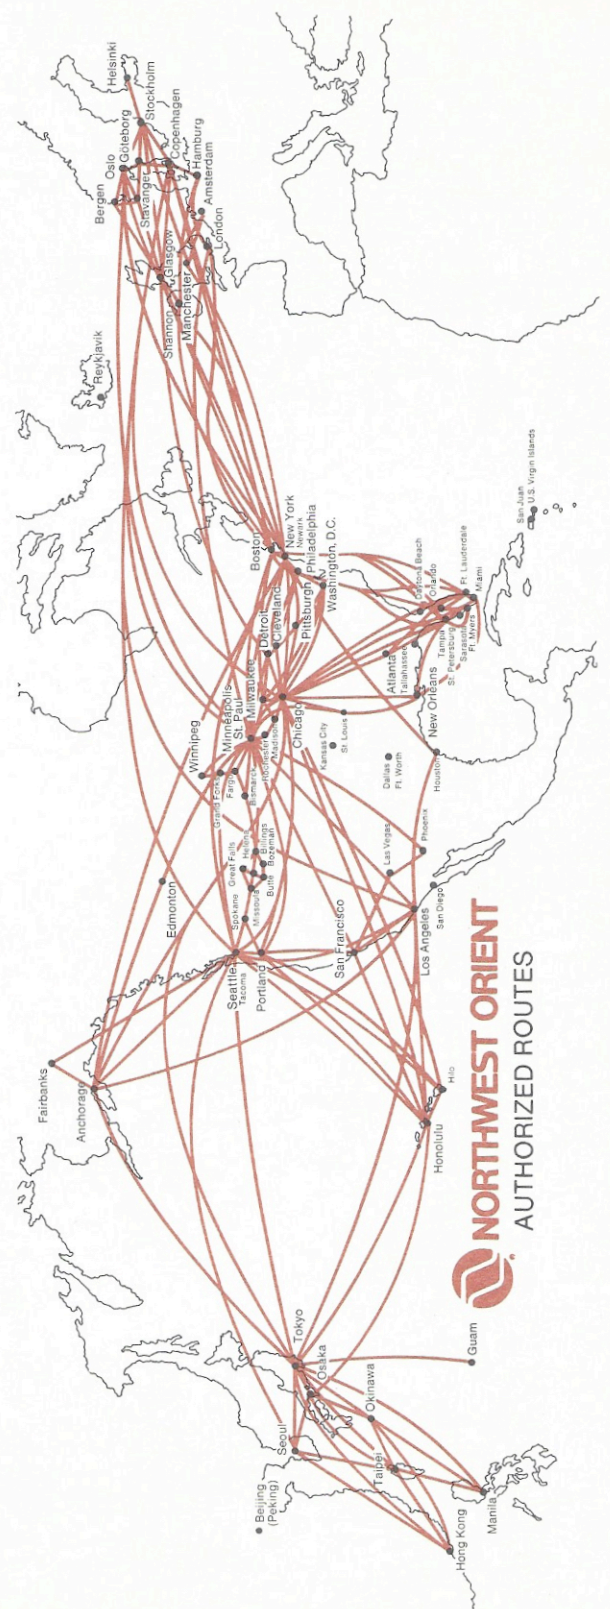 Helsinki
Stockholm
Göteborg
Oslo
Bergen
Copenhagen
Stavanger
Hamburg
Amsterdam
London
Glasgow
Manchester
Shannon
Reykjavik
Boston
New York
Newark
Philadelphia
Washington, D.C.
Pittsburgh
Cleveland
Detroit
Milwaukee
Chicago
Minneapolis
St. Paul
Madison
Rochester
Winnipeg
Grand Forks
Fargo
Bismarck
Kansas City
St. Louis
Atlanta
Tallahassee
Daytona Beach
Orlando
Tampa
St. Petersburg
Sarasota
Ft. Myers
Ft. Lauderdale
Miami
San Juan
U.S. Virgin Islands
New Orleans
Houston
Dallas
Ft. Worth
Billings
Bozeman
Helena
Great Falls
Butte
Missoula
Spokane
Edmonton
Seattle
Tacoma
Portland
San Francisco
Las Vegas
Phoenix
Los Angeles
San Diego
Fairbanks
Anchorage
Hilo
Honolulu
Tokyo
Osaka
Okinawa
Guam
Seoul
Taipei
Beijing
(Peking)
Hong Kong
Manila
NORTHWEST ORIENT
AUTHORIZED ROUTES